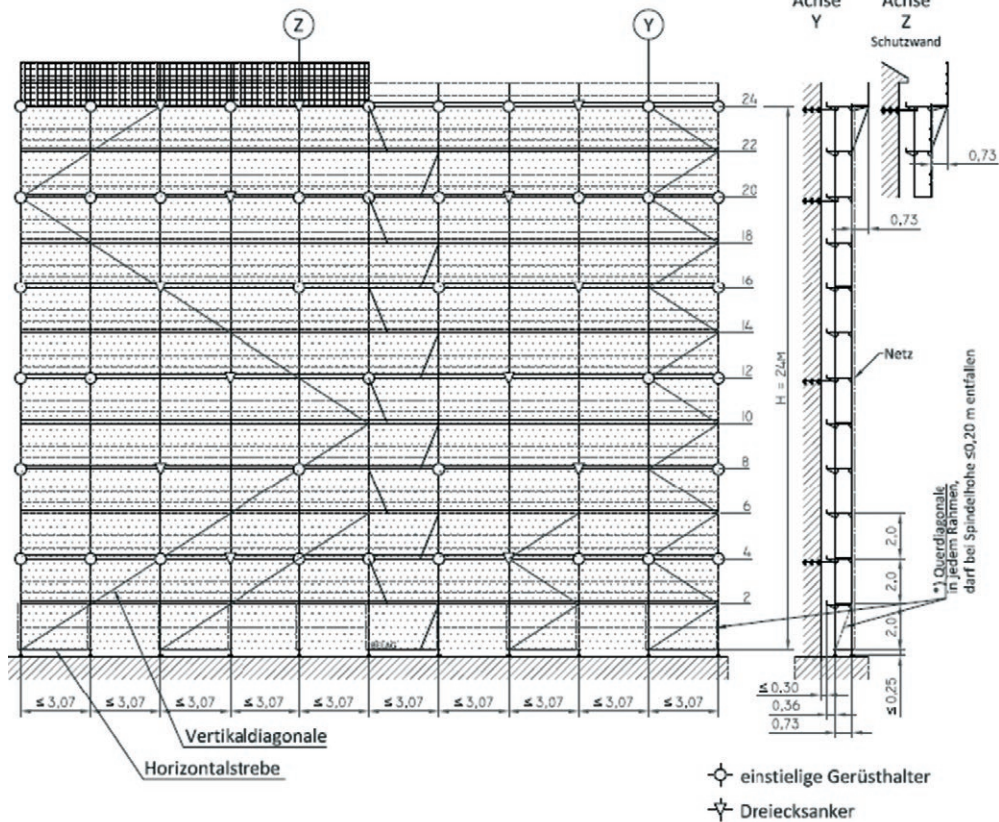 Z
Y
Achse
Y
Achse
Z
Schutzwand
24
22
20
18
16
14
12
10
8
6
4
2
H = 24M
0,73
0,73
Netz
*) Querdiagonale
in jedem Rahmen,
darf bei Spindelhöhe ≤0,20 m entfallen
2,0
2,0
2,0
≤ 0,25
≤ 0,30
0,36
0,73
≤ 3,07 ≤ 3,07 ≤ 3,07 ≤ 3,07 ≤ 3,07 ≤ 3,07 ≤ 3,07 ≤ 3,07 ≤ 3,07 ≤ 3,07
Vertikaldiagonale
Horizontalstrebe
einstielige Gerüsthalter
Dreiecksanker